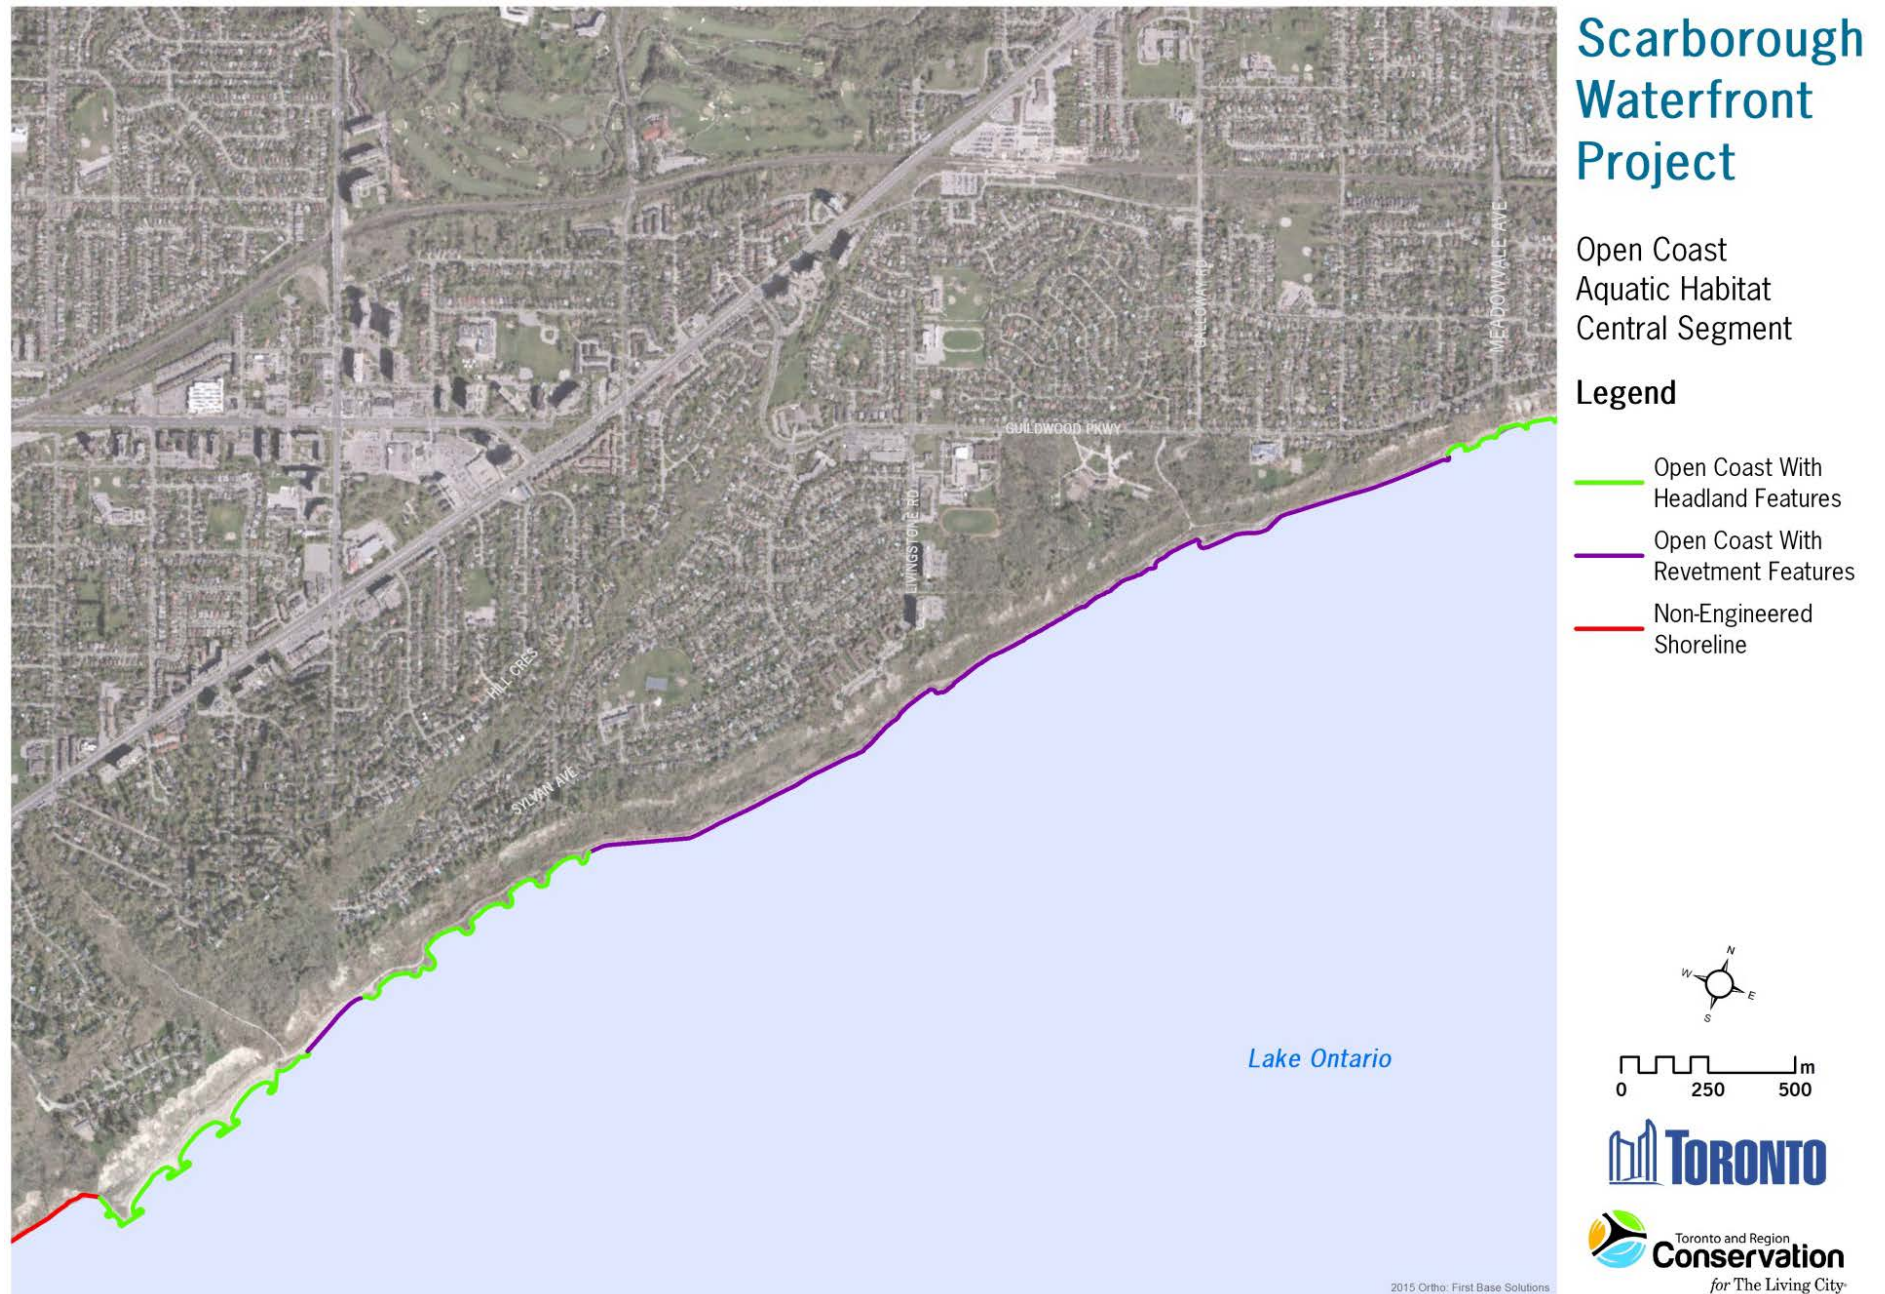 Scarborough
Waterfront
Project
Open Coast
Aquatic Habitat
Central Segment
Legend
Open Coast With
Headland Features
Open Coast With
Revetment Features
Non-Engineered
Shoreline
MEADOWVALE AVE
GUILDWOOD PKWY
LIVINGSTONE RD
HILL CRES
SYLVAN AVE
Lake Ontario
N
W
E
S
m
0 250 500
TORONTO
Toronto and Region
Conservation
for The Living City
2015 Ortho: First Base Solutions